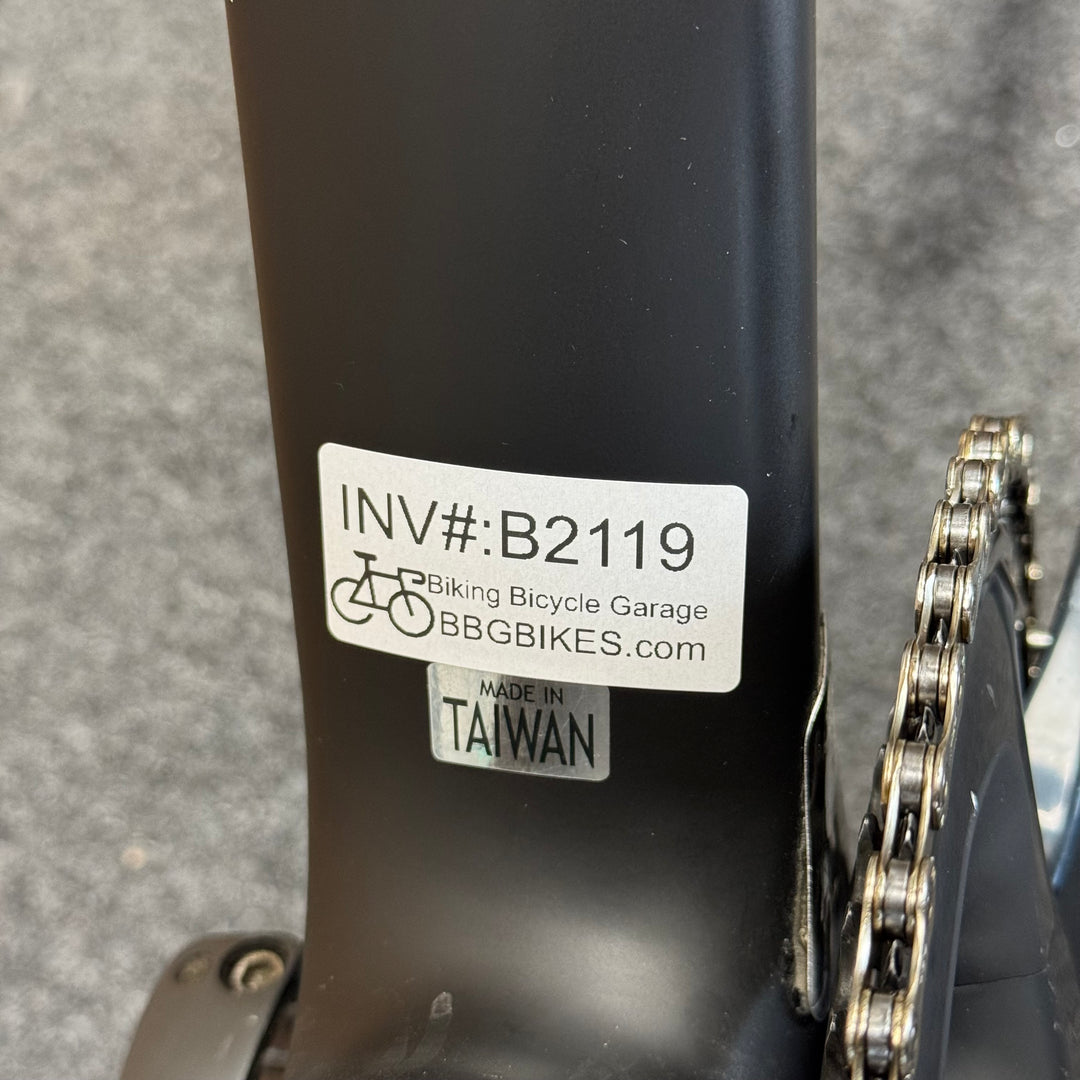 INV#:B2119
Biking Bicycle Garage
BBGBIKES.com
MADE IN
TAIWAN